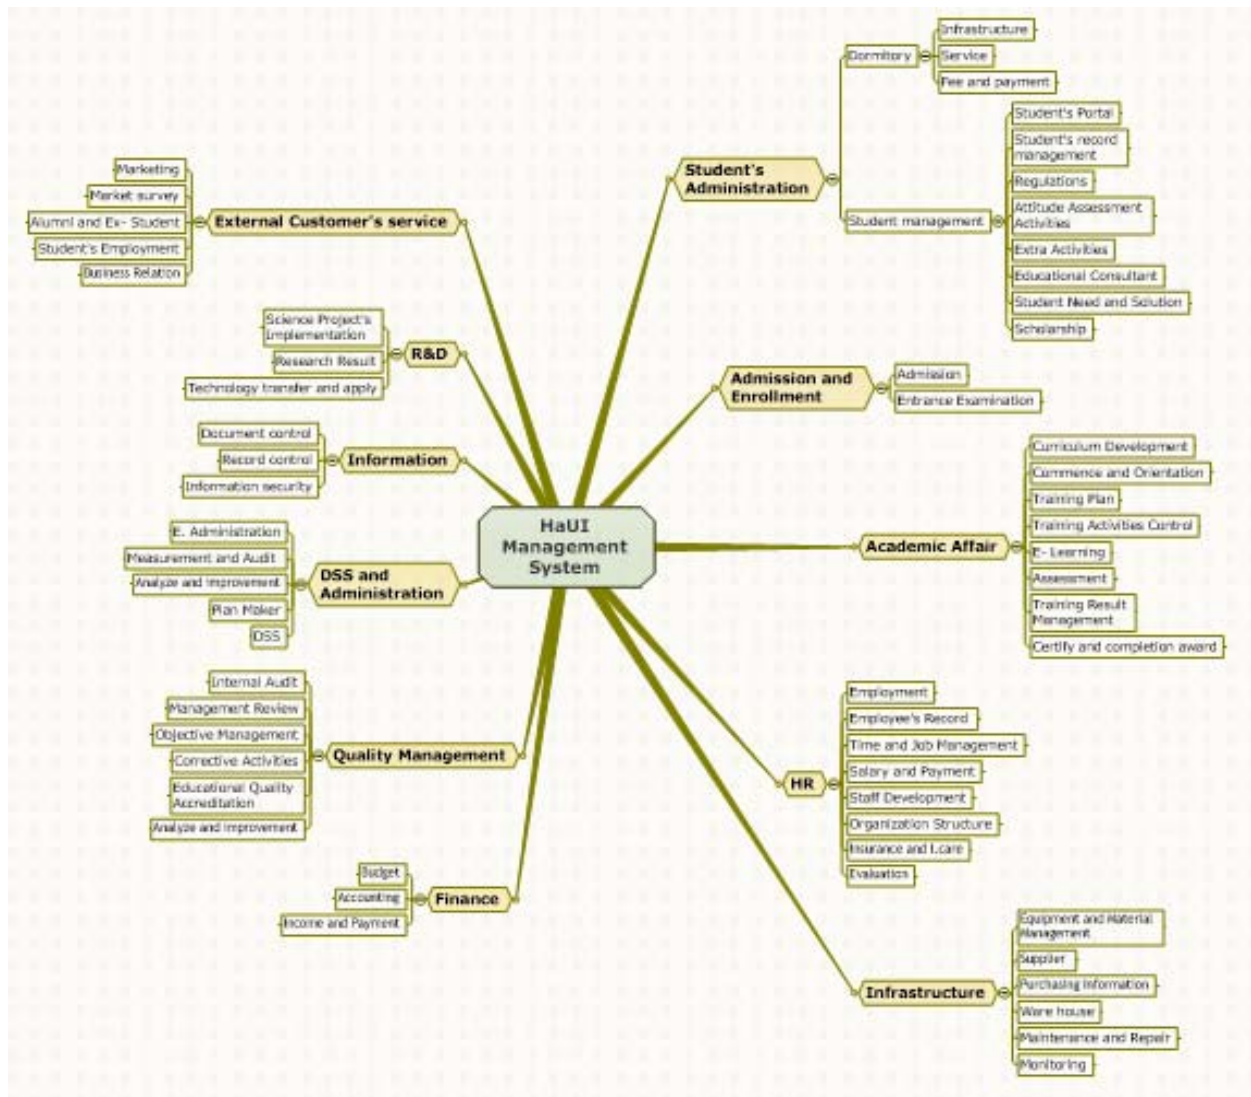 HaUI
Management
System
Student's
Administration
Dormitory
Infrastructure
Service
Fee and payment
Student management
Student's Portal
Student's record
management
Regulations
Attitude Assessment
Activities
Extra Activities
Educational Consultant
Student Need and Solution
Scholarship
Admission and
Enrollment
Admission
Entrance Examination
Academic Affair
Curriculum Development
Commence and Orientation
Training Plan
Training Activities Control
E- Learning
Assessment
Training Result
Management
Certify and completion award
HR
Employment
Employee's Record
Time and Job Management
Salary and Payment
Staff Development
Organization Structure
Insurance and I.care
Evaluation
Infrastructure
Equipment and Material
Management
Supplier
Purchasing Information
Ware house
Maintenance and Repair
Monitoring
External Customer's service
Marketing
Market survey
Alumni and Ex- Student
Student's Employment
Business Relation
R&D
Science Project's
Implementation
Research Result
Technology transfer and apply
Information
Document control
Record control
Information security
DSS and
Administration
E. Administration
Measurement and Audit
Analyze and Improvement
Plan Maker
DSS
Quality Management
Internal Audit
Management Review
Objective Management
Corrective Activities
Educational Quality
Accreditation
Analyze and Improvement
Finance
Budget
Accounting
Income and Payment